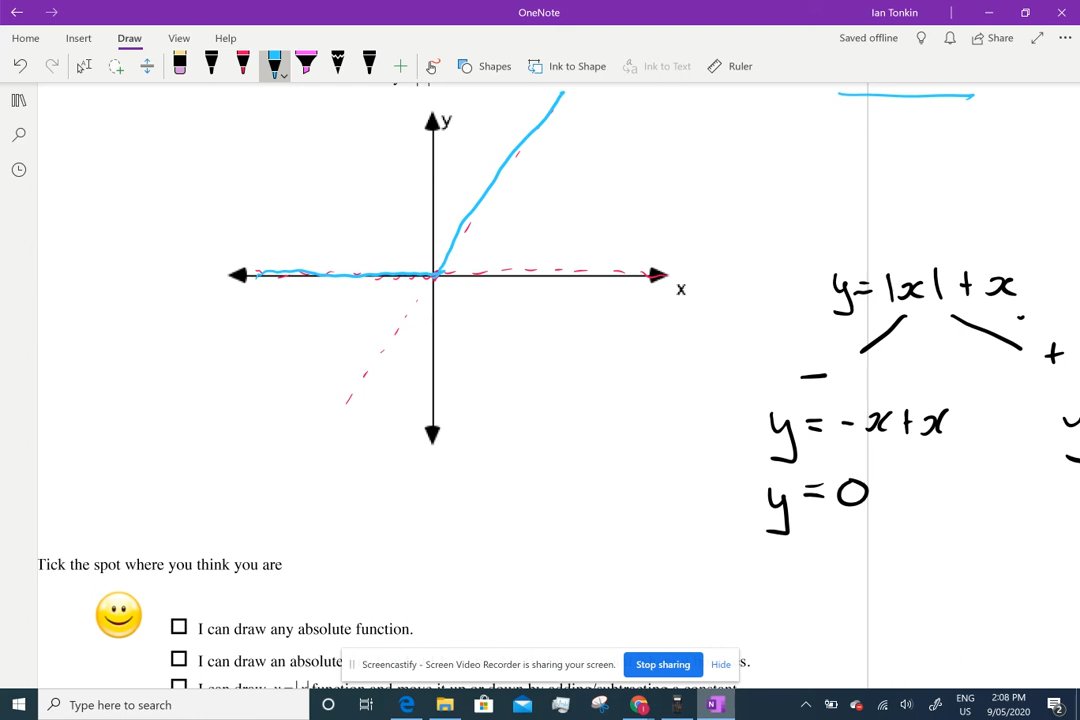 OneNote
Ian Tonkin
Home Insert Draw View Help
Saved offline Share
Ink to Shape Ink to Text Ruler Shapes
y
x
y = |x| + x
- +
y = -x + x
y = 0
Tick the spot where you think you are
I can draw any absolute function.
I can draw an absolute
s.
Screencastify - Screen Video Recorder is sharing your screen.
Stop sharing
Hide
Type here to search
ENG
US
2:08 PM
9/05/2020
2